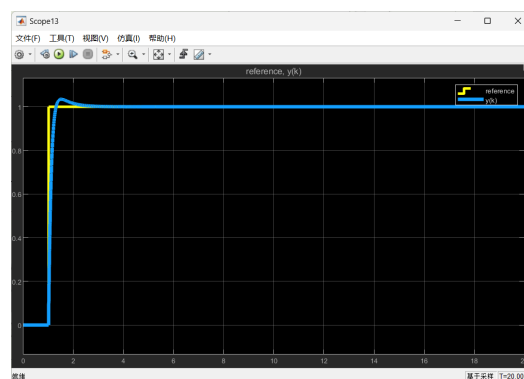 Scope13
文件(F) 工具(T) 视图(V) 仿真(I) 帮助(H)
reference, y(k)
reference
y(k)
1
0.8
0.6
0.4
0.2
0
0 2 4 6 8 10 12 14 16 18 20
就绪 基于采样 T=20.00